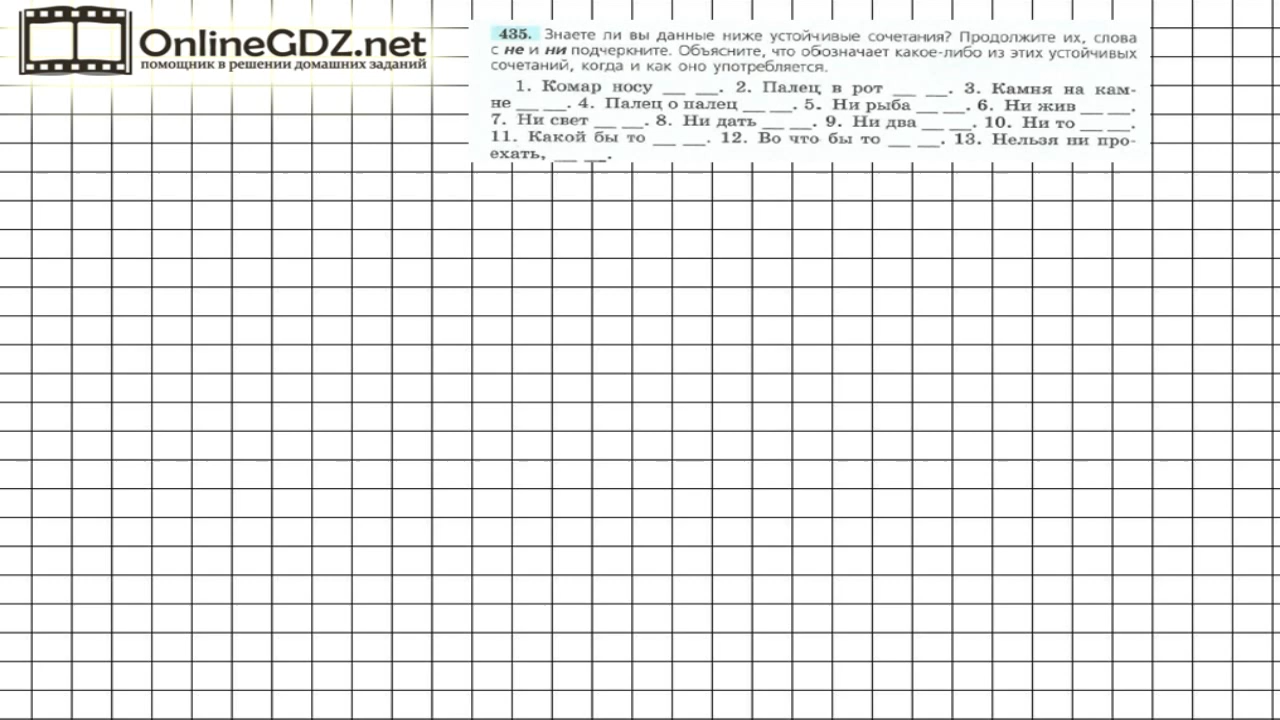 OnlineGDZ.net
помощник в решении домашних заданий
435. Знаете ли вы данные ниже устойчивые сочетания? Продолжите их, слова
с не и ни подчеркните. Объясните, что обозначает какое-либо из этих устойчивых
сочетаний, когда и как оно употребляется.
1. Комар носу __ __. 2. Палец в рот __ __. 3. Камня на кам-
не __ __. 4. Палец о палец __ __. 5. Ни рыба __ __. 6. Ни жив __ __.
7. Ни свет __ __. 8. Ни дать __ __. 9. Ни два __ __. 10. Ни то __ __.
11. Какой бы то __ __. 12. Во что бы то __ __. 13. Нельзя ни про-
ехать, __ __.